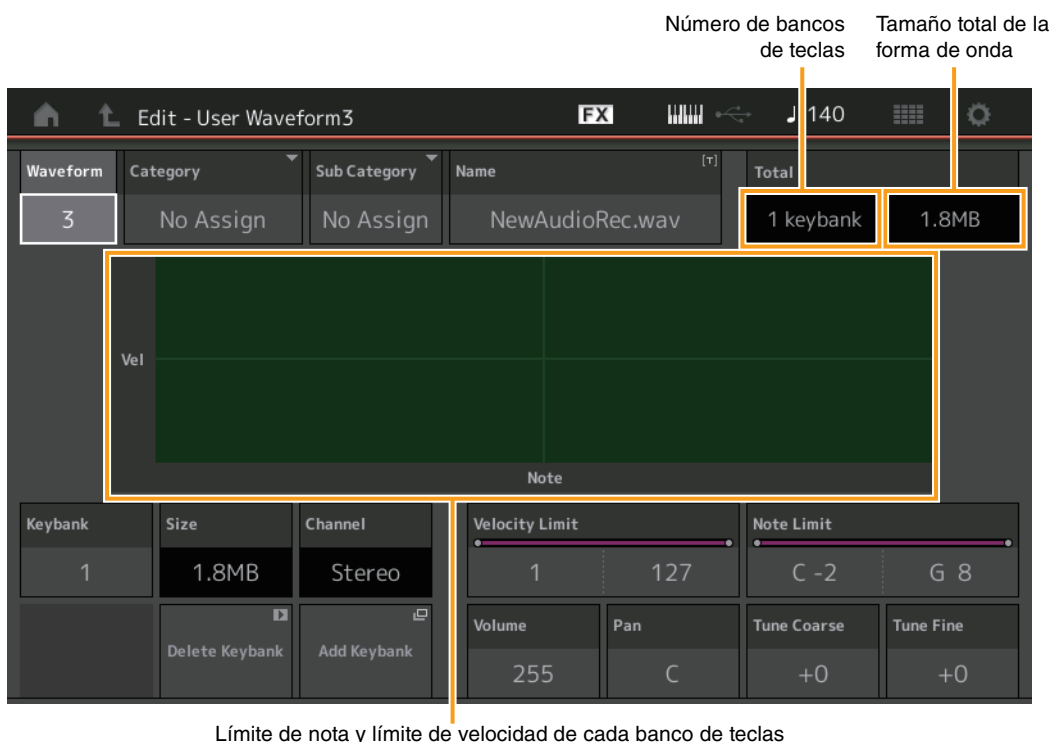 Número de bancos
de teclas
Tamaño total de la
forma de onda
Edit - User Waveform3
FX
♩ 140
Waveform
Category
Sub Category
Name
[T]
Total
3
No Assign
No Assign
NewAudioRec.wav
1 keybank
1.8MB
Vel
Note
Keybank
Size
Channel
Velocity Limit
Note Limit
1
1.8MB
Stereo
1
127
C -2
G 8
Delete Keybank
Add Keybank
Volume
Pan
Tune Coarse
Tune Fine
255
C
+0
+0
Límite de nota y límite de velocidad de cada banco de teclas